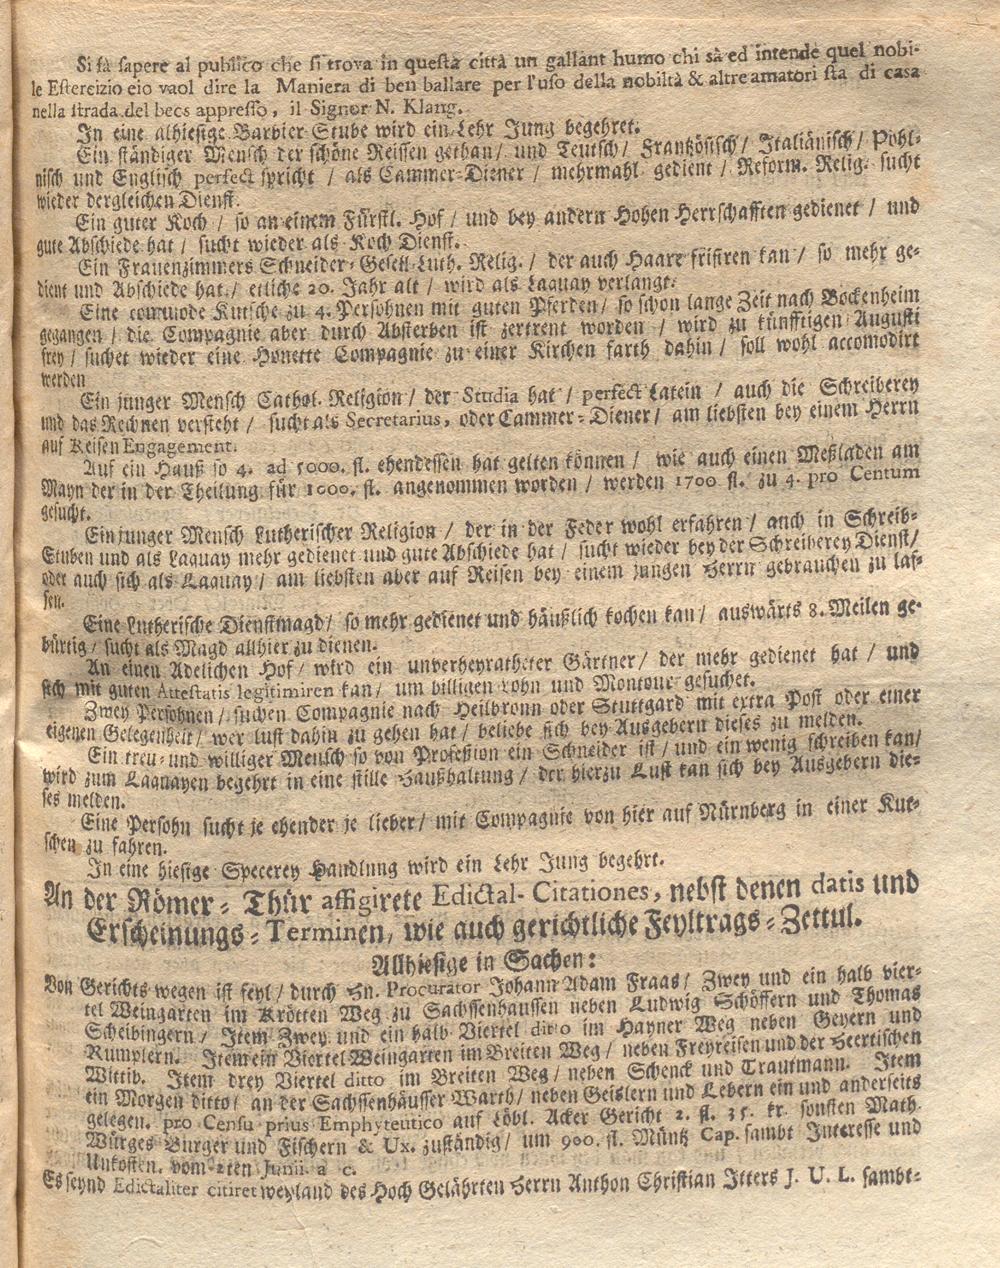 Si fà sapere al publico che si trova in questa città un gallant humo chi sà ed intende quel nobi-
le Estercizio eio vaol dire la Maniera di ben ballare per l'uso della nobiltà & altre amatori sta di casa
nella strada del becs appresso, il Signor N. Klang.
In eine alhiesige Barbier-Stube wird ein Lehr Jung begehret.
Ein ständiger Mensch der schöne Reissen gethan / und Teutsch / Frantzösisch / Italiänisch / Pohl-
nisch und Englisch perfect spricht / als Cammer-Diener / mehrmahl gedient / Reform. Relig. sucht
wieder dergleichen Dienst.
Ein guter Koch / so an einem Fürstl. Hof / und bey andern Hohen Herrschafften gedienet / und
gute Abschiede hat / sucht wieder als Koch Dienst.
Ein Frauenzimmers Schneider-Gesell Luth. Relig. / der auch Haare frisiren kan / so mehr ge-
dient und Abschiede hat / etliche 20. Jahr alt / wird als Laquay verlangt.
Eine commode Kutsche zu 4. Persohnen mit guten Pferden / so schon lange Zeit nach Bockenheim
gegangen / die Compagnie aber durch Absterben ist zertrent worden / wird zu künfftigen Augusti
frey / suchet wieder eine Honette Compagnie zu einer Kirchen farth dahin / soll wohl accomodirt
werden
Ein junger Mensch Cathol. Religion / der Studia hat / perfect Latein / auch die Schreiberey
und das Rechnen versteht / sucht als Secretarius, oder Cammer-Diener / am liebsten bey einem Herrn
auf Reisen Engagement.
Auf ein Hauß so 4. ad 5000. fl. ehendessen hat gelten können / wie auch einen Meßladen am
Mayn der in der Theilung für 1000. fl. angenommen worden / werden 1700 fl. zu 4. pro Centum
gesucht.
Ein junger Mensch Lutherischer Religion / der in der Feder wohl erfahren / auch in Schreib-
Stuben und als Laquay mehr gedienet und gute Abschiede hat / sucht wieder bey der Schreiberey Dienst /
oder auch sich als Laquay / am liebsten aber auf Reisen bey einem jungen Herrn gebrauchen zu las-
sen.
Eine Lutherische Dienstmagd / so mehr gedienet und häußlich kochen kan / auswärts 8. Meilen ge-
bürtig / sucht als Magd allhier zu dienen.
An einen Adelichen Hof / wird ein unverheyratheter Gärtner / der mehr gedienet hat / und
sich mit guten Attestatis legitimiren kan / um billigen Lohn und Montour gesuchet.
Zwey Persohnen / suchen Compagnie nach Heilbronn oder Stuttgard mit extra Post oder einer
eigenen Gelegenheit / wer lust dahin zu gehen hat / beliebe sich bey Ausgebern dieses zu melden.
Ein treu- und williger Mensch so von Profession ein Schneider ist / und ein wenig schreiben kan /
wird zum Laquayen begehrt in eine stille Haußhaltung / der hierzu Lust kan sich bey Ausgebern die-
ses melden.
Eine Persohn sucht je ehender je lieber / mit Compagnie von hier auf Nürnberg in einer Kut-
schen zu fahren.
In eine hiesige Specerey Handlung wird ein Lehr Jung begehrt.
An der Römer-Thür affigirete Edictal-Citationes, nebst denen datis und
Erscheinungs-Terminen, wie auch gerichtliche Feyltrags-Zettul.
Allhiesige in Sachen:
Von Gerichts wegen ist feyl / durch Hn. Procurator Johann Adam Fraas / Zwey und ein halb vier-
tel Weingarten im Krötten Weg zu Sachssenhaussen neben Ludwig Schöffern und Thomas
Scheibingern / Item Zwey und ein halb Viertel ditto im Hayner Weg neben Geyern und
Rumplern. Item ein Viertel Weingarten im Breiten Weg / neben Freyreisen und der Heertischen
Wittib. Item drey Viertel ditto im Breiten Weg / neben Schenck und Trautmann. Item
ein Morgen ditto / an der Sachssenhäusser Warth / neben Geislern und Lebern ein und anderseits
gelegen. pro Censu prius Emphyteutico auf Löbl. Acker Gericht 2. fl. 35. kr. sonsten Math.
Würges Burger und Fischern & Ux. zuständig / um 900. fl. Müntz Cap. sambt Interesse und
Unkosten. vom 2ten Junii a c.
Es seynd Edictaliter citiret weyland des Hoch Gelährten Herrn Anthon Christian Itters J. U. L. sambt-